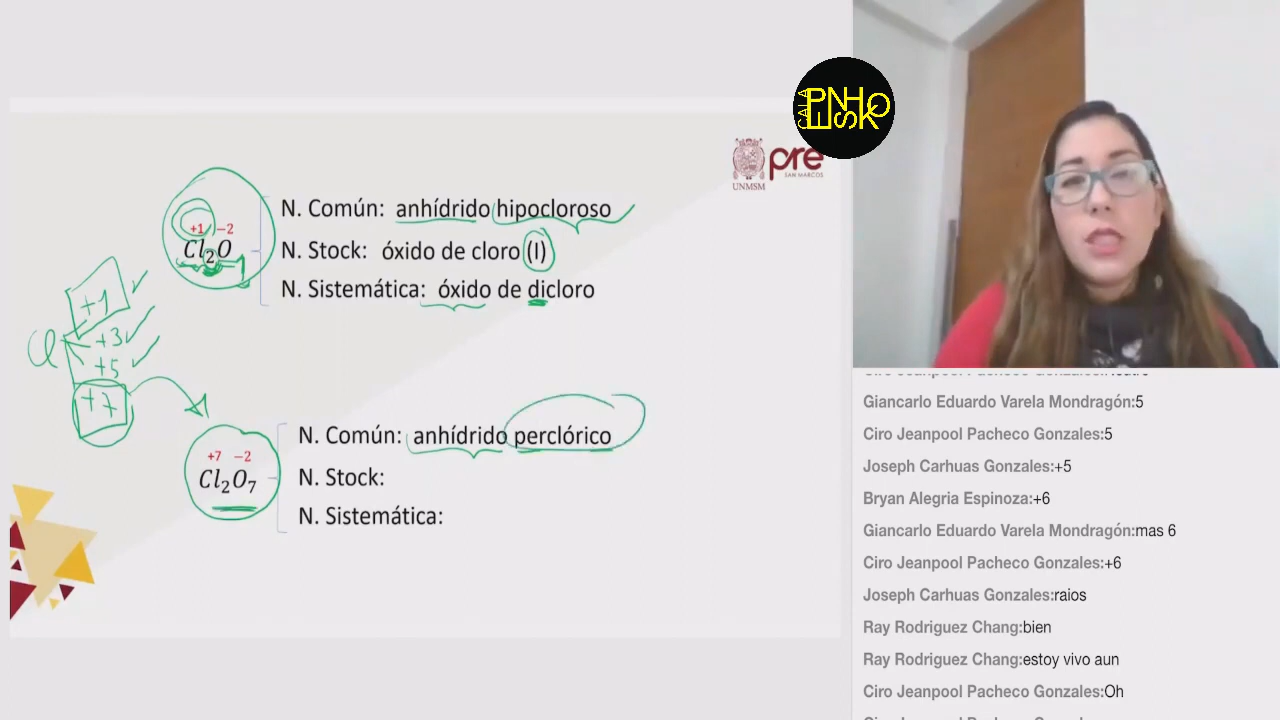 CALA
PENHO
ESK
pre
SAN MARCOS
UNMSM
+1 −2
Cl₂O
N. Común: anhídrido hipocloroso
N. Stock: óxido de cloro (I)
N. Sistemática: óxido de dicloro
+1
Cl +3
+5
+7
+7 −2
Cl₂O₇
N. Común: anhídrido perclórico
N. Stock:
N. Sistemática:
Giancarlo Eduardo Varela Mondragón:5
Ciro Jeanpool Pacheco Gonzales:5
Joseph Carhuas Gonzales:+5
Bryan Alegria Espinoza:+6
Giancarlo Eduardo Varela Mondragón:mas 6
Ciro Jeanpool Pacheco Gonzales:+6
Joseph Carhuas Gonzales:raios
Ray Rodriguez Chang:bien
Ray Rodriguez Chang:estoy vivo aun
Ciro Jeanpool Pacheco Gonzales:Oh